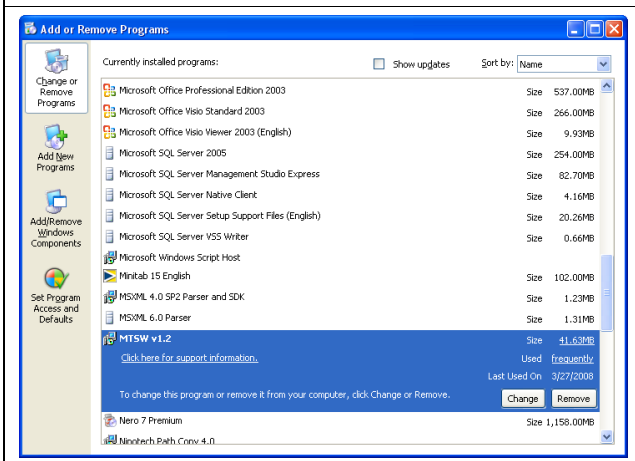 Add or Remove Programs
Currently installed programs:
Show updates
Sort by: Name
Change or
Remove
Programs
Add New
Programs
Add/Remove
Windows
Components
Set Program
Access and
Defaults
Microsoft Office Professional Edition 2003 Size 537.00MB
Microsoft Office Visio Standard 2003 Size 266.00MB
Microsoft Office Visio Viewer 2003 (English) Size 9.93MB
Microsoft SQL Server 2005 Size 254.00MB
Microsoft SQL Server Management Studio Express Size 82.70MB
Microsoft SQL Server Native Client Size 4.16MB
Microsoft SQL Server Setup Support Files (English) Size 20.26MB
Microsoft SQL Server VSS Writer Size 0.66MB
Microsoft Windows Script Host
Minitab 15 English Size 102.00MB
MSXML 4.0 SP2 Parser and SDK Size 1.23MB
MSXML 6.0 Parser Size 1.31MB
MTSW v1.2 Size 41.63MB
Click here for support information. Used frequently
Last Used On 3/27/2008
To change this program or remove it from your computer, click Change or Remove. Change Remove
Nero 7 Premium Size 1,158.00MB
Ninotech Path Copy 4.0